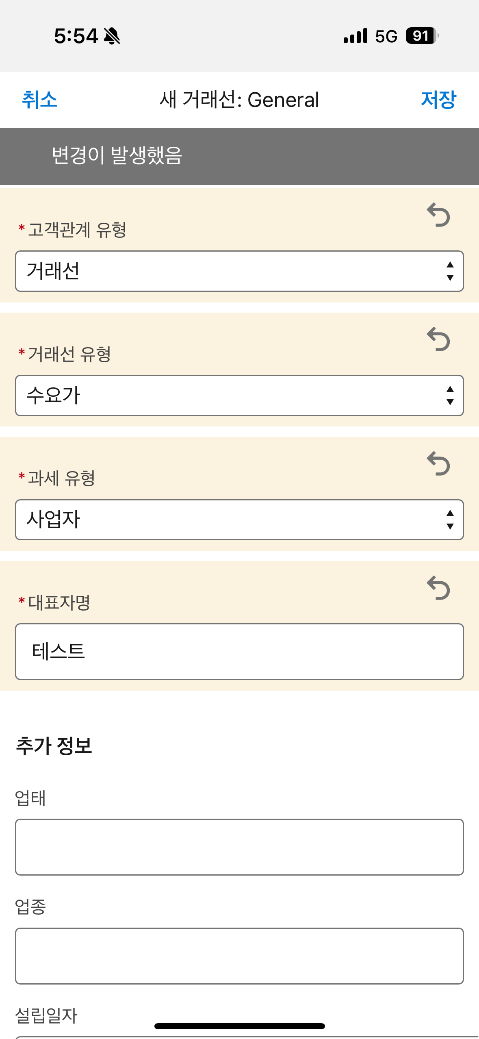 5:54
5G 91
취소 새 거래선: General 저장
변경이 발생했음
* 고객관계 유형
거래선
* 거래선 유형
수요가
* 과세 유형
사업자
* 대표자명
테스트
추가 정보
업태
업종
설립일자